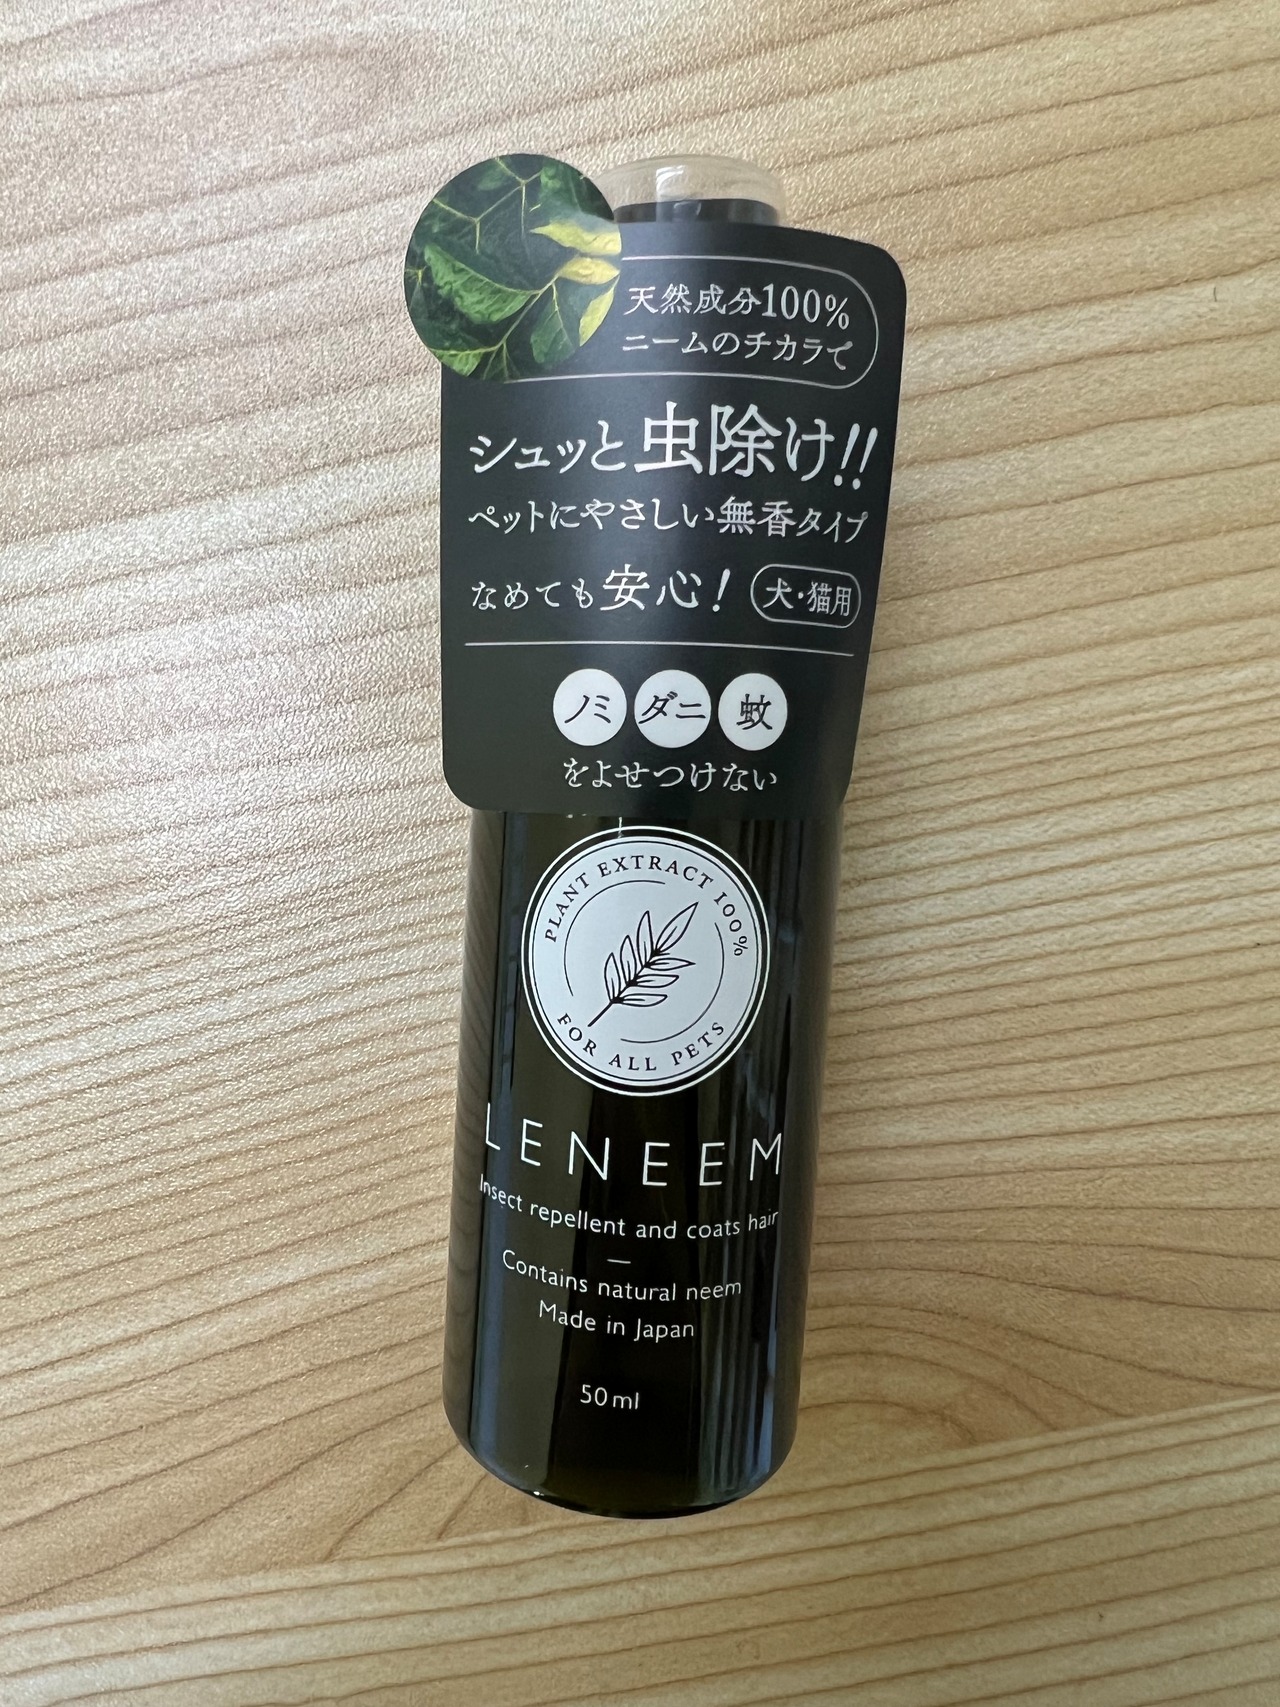 天然成分100%
ニームのチカラで
シュッと虫除け!!
ペットにやさしい無香タイプ
なめても安心! 犬・猫用
ノミ ダニ 蚊
をよせつけない
PLANT EXTRACT 100%
FOR ALL PETS
LENEEM
Insect repellent and coats hair
Contains natural neem
Made in Japan
50ml